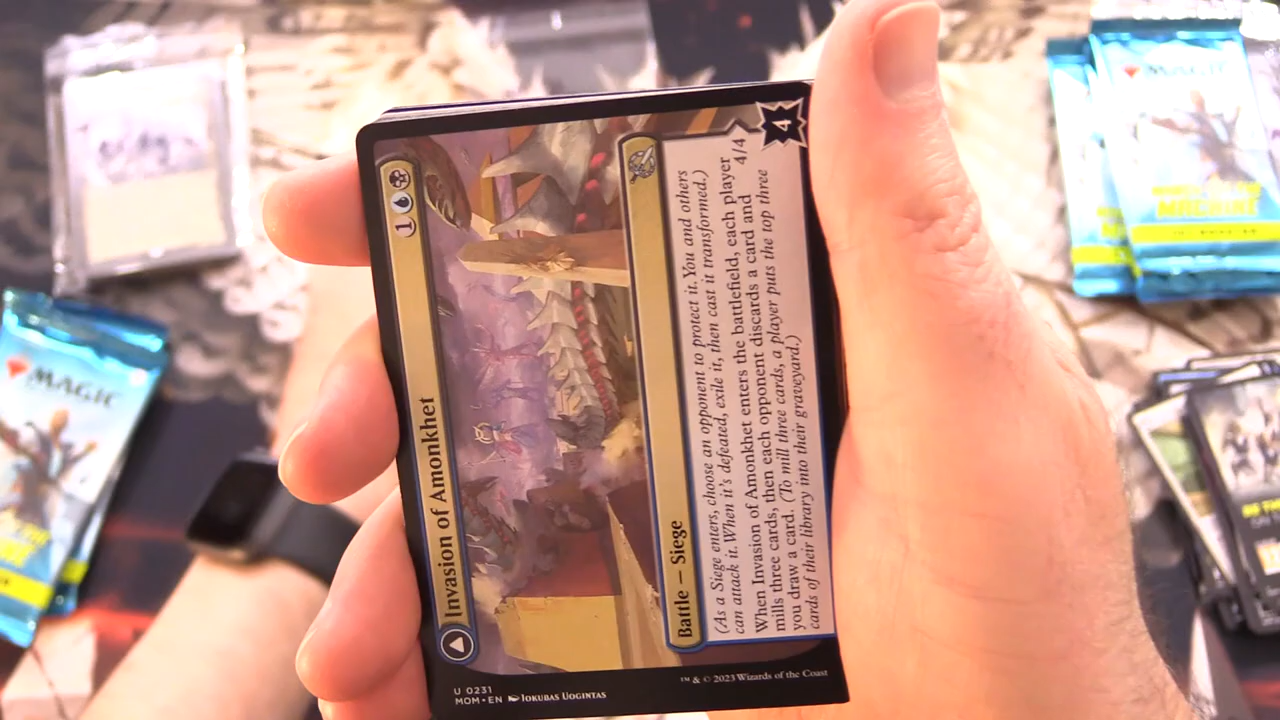 Invasion of Amonkhet
1
Battle – Siege
(As a Siege enters, choose an opponent to protect it. You and others
can attack it. When it's defeated, exile it, then cast it transformed.)
When Invasion of Amonkhet enters the battlefield, each player
mills three cards, then each opponent discards a card and
you draw a card. (To mill three cards, a player puts the top three
cards of their library into their graveyard.)
4/4
4
U 0231
MOM • EN JOKUBAS UOGINTAS
™ & © 2023 Wizards of the Coast
MAGIC
MAGIC
MACHINE